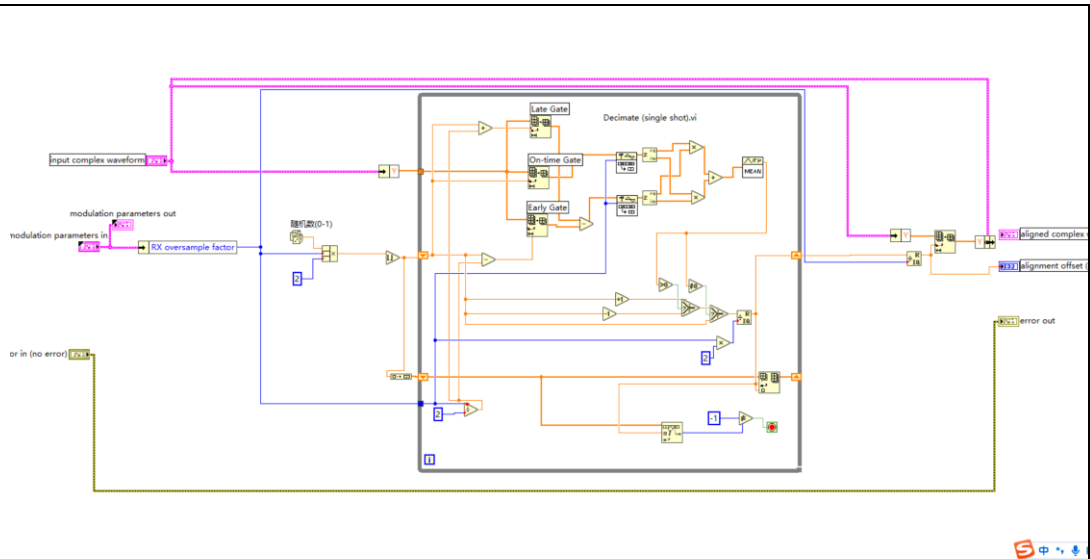 Late Gate
Decimate (single shot).vi
On-time Gate
MEAN
input complex waveform
Early Gate
modulation parameters out
随机数(0-1)
modulation parameters in
RX oversample factor
aligned complex
alignment offset (
2
+1
-1
error out
or in (no error)
2
2
-1
i
中